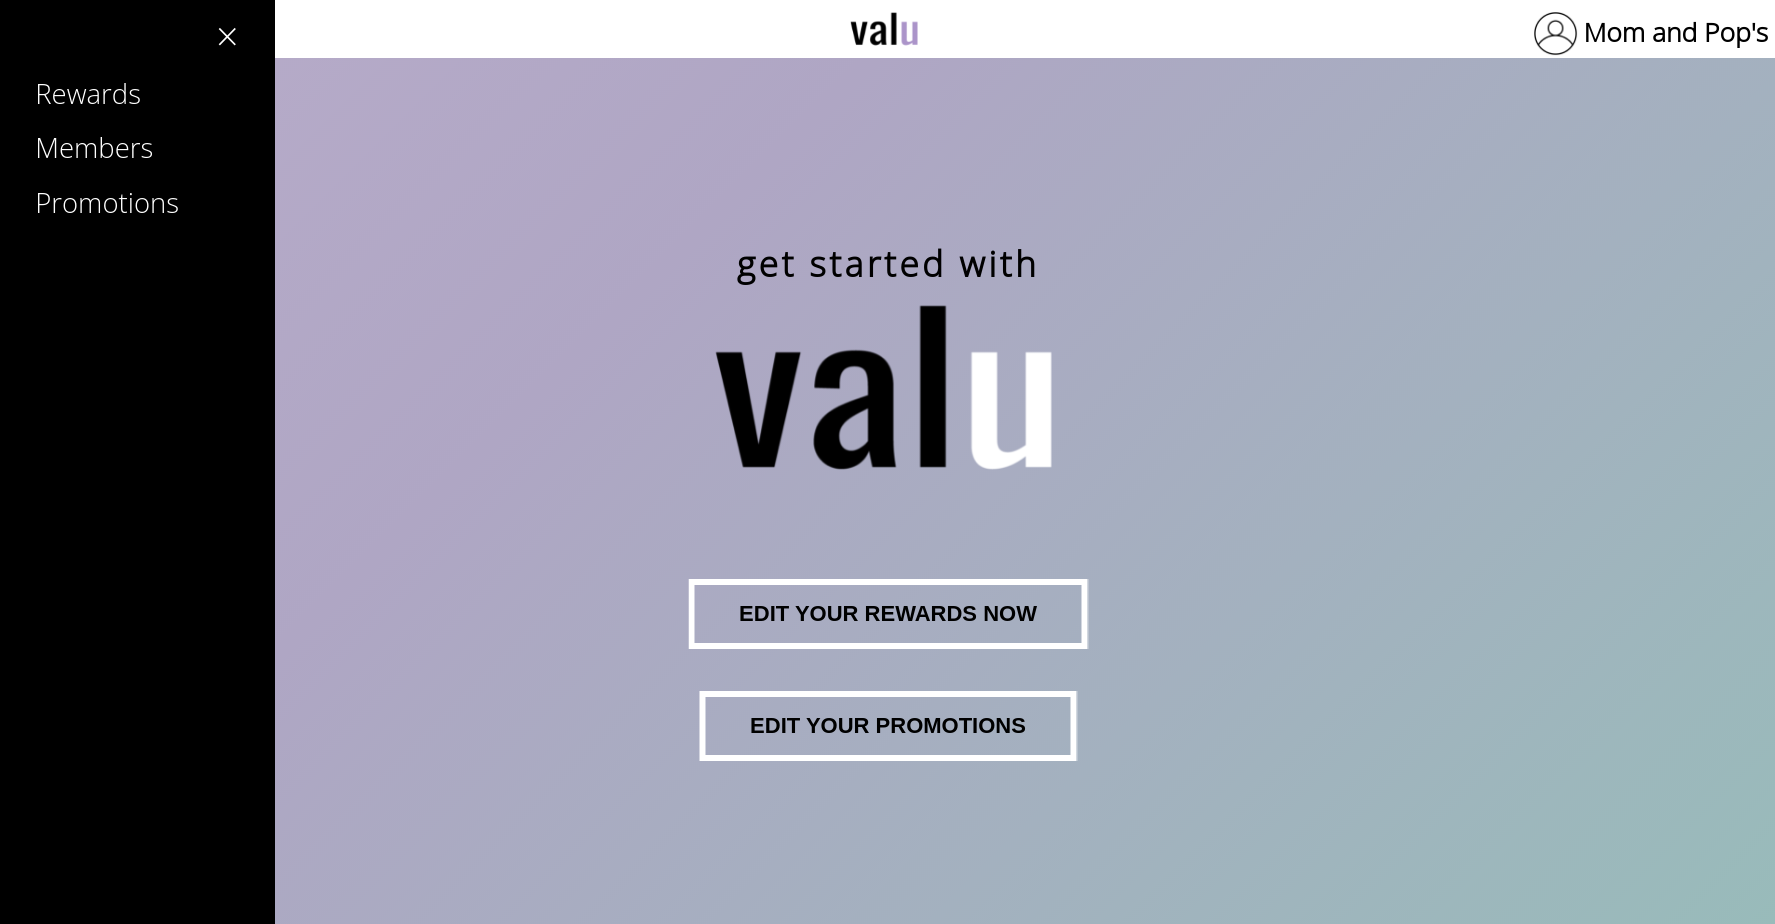 valu
Mom and Pop's
Rewards
Members
Promotions
get started with
valu
EDIT YOUR REWARDS NOW
EDIT YOUR PROMOTIONS